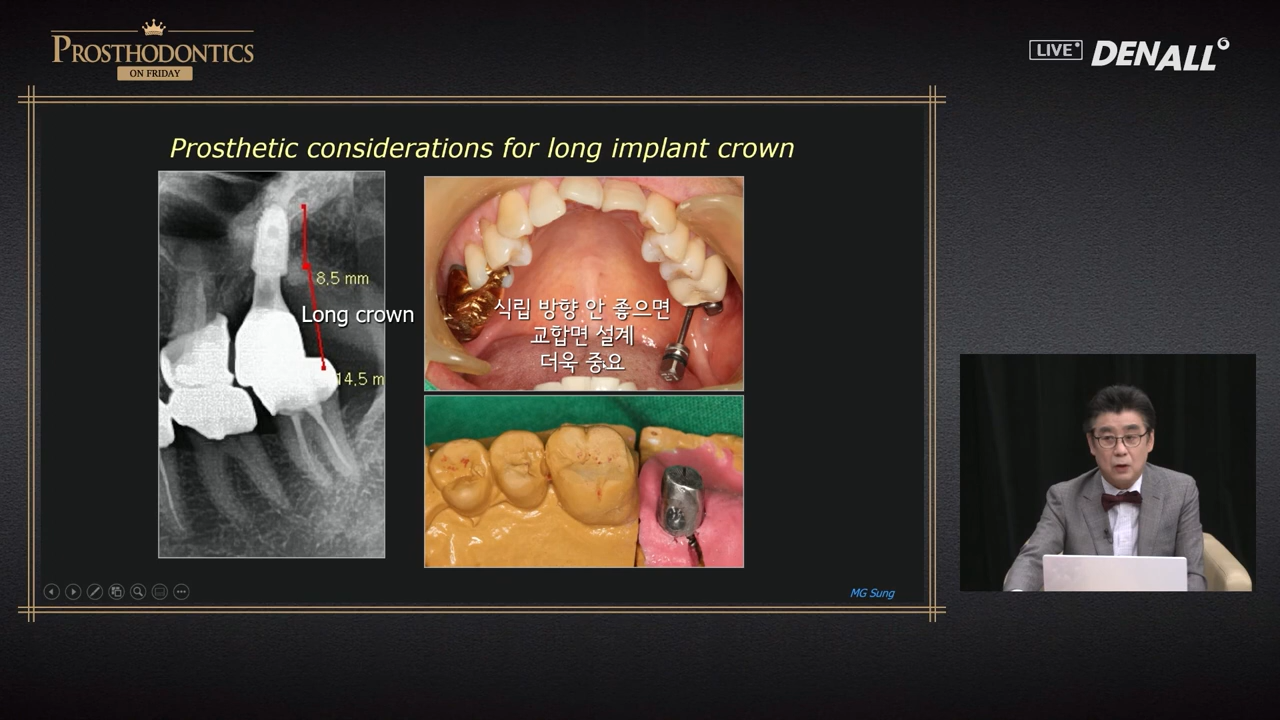 PROSTHODONTICS
ON FRIDAY
LIVE
DENALL
Prosthetic considerations for long implant crown
8,5 mm
Long crown
14,5 m
식립 방향 안 좋으면
교합면 설계
더욱 중요
MG Sung